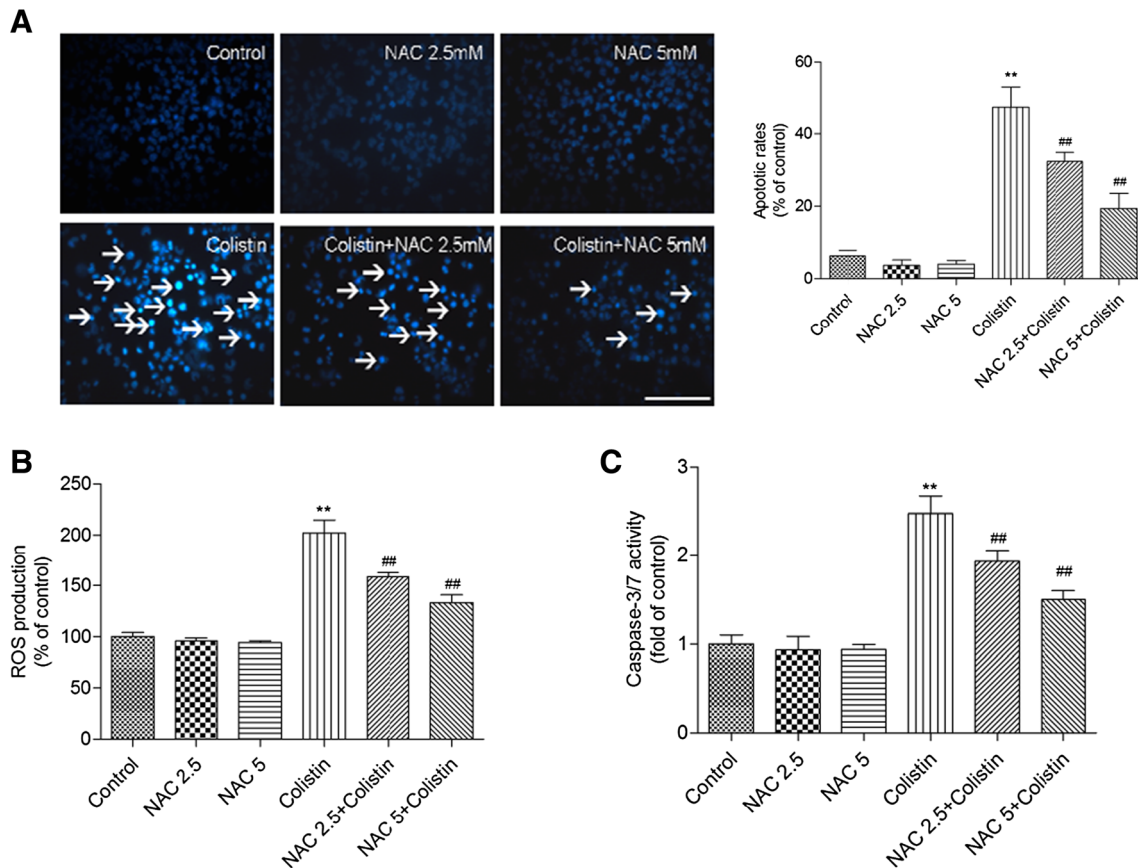 A
Control
NAC 2.5mM
NAC 5mM
Colistin
Colistin+NAC 2.5mM
Colistin+NAC 5mM
Apototic rates
(% of control)
60
40
20
0
**
##
##
Control
NAC 2.5
NAC 5
Colistin
NAC 2.5+Colistin
NAC 5+Colistin
B
ROS production
(% of control)
250
200
150
100
50
0
**
##
##
Control
NAC 2.5
NAC 5
Colistin
NAC 2.5+Colistin
NAC 5+Colistin
C
Caspase-3/7 activity
(fold of control)
3
2
1
0
**
##
##
Control
NAC 2.5
NAC 5
Colistin
NAC 2.5+Colistin
NAC 5+Colistin